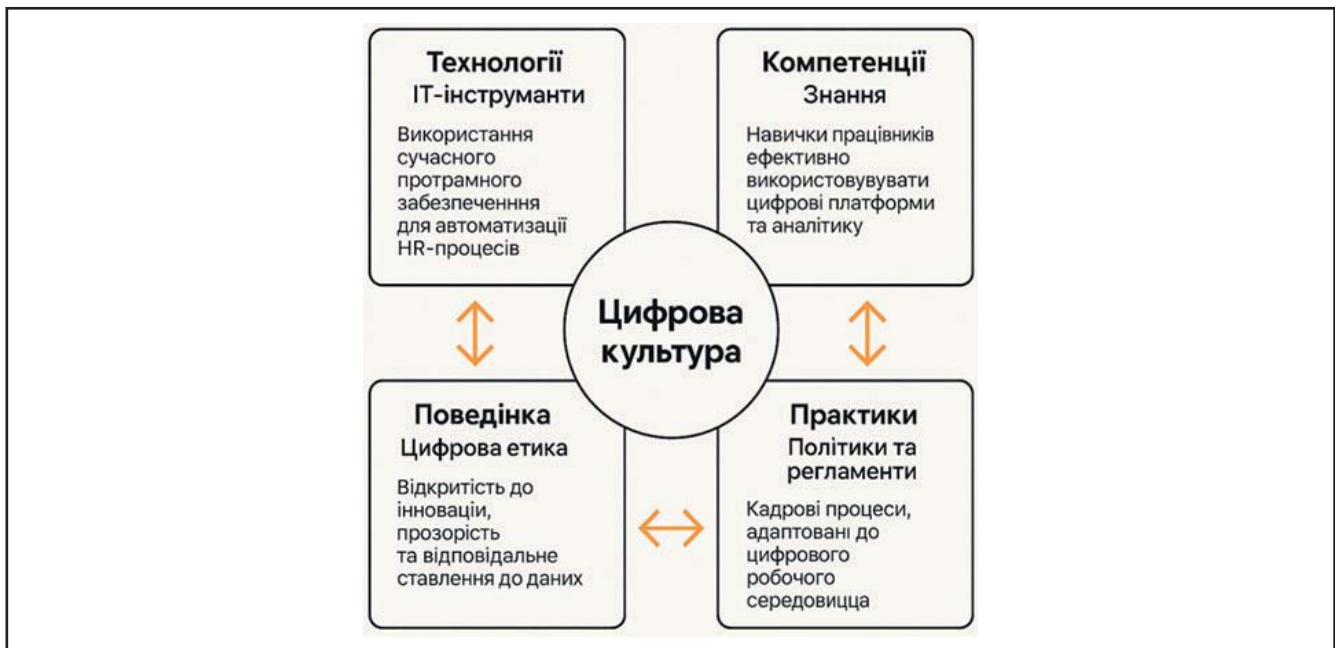 Технології
ІТ-інструманти
Використання
сучасного
протрамного
забезпеченння
для автоматизації
HR-процесів
Компетенції
Знання
Навички працівників
ефективно
використовувувати
цифрові платформи
та аналітику
Цифрова
культура
Поведінка
Цифрова етика
Відкритість до
інновацій,
прозорість
та відповідальне
ставлення до даних
Практики
Політики та
регламенти
Кадрові процеси,
адаптовані до
цифрового
робочого
середовицца